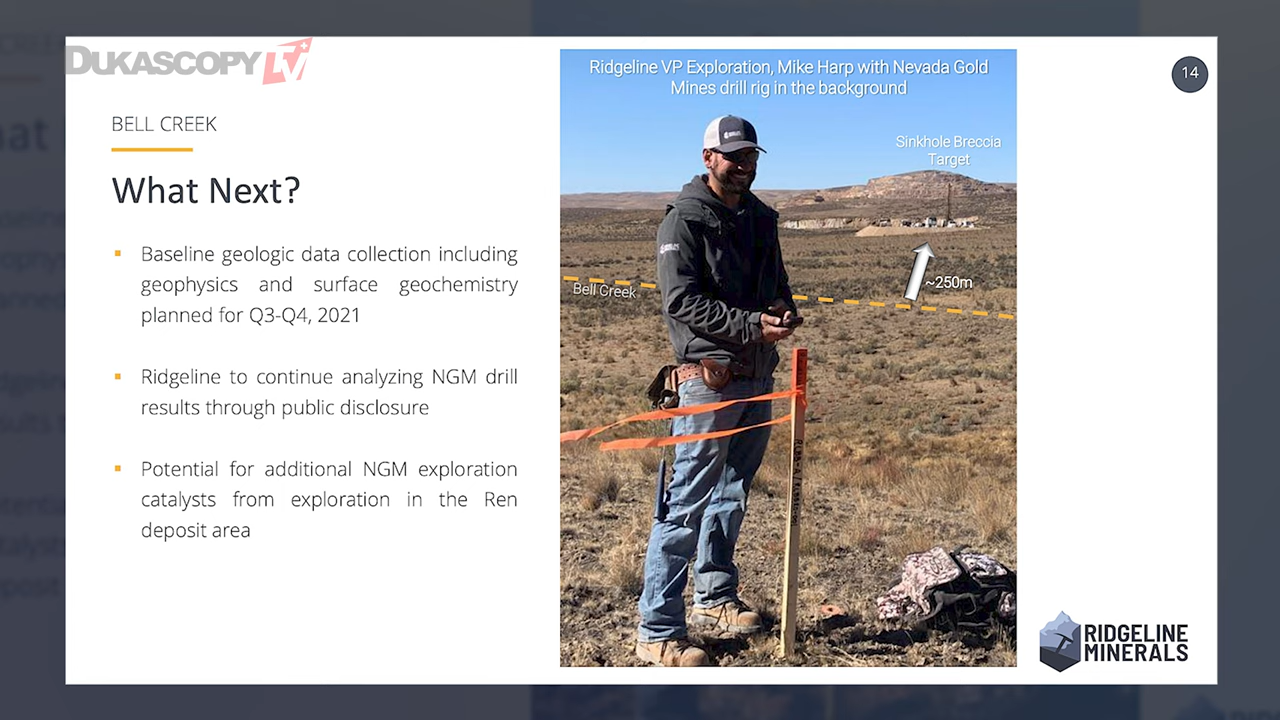 DUKASCOPY TV
14
BELL CREEK
What Next?
▪ Baseline geologic data collection including
geophysics and surface geochemistry
planned for Q3-Q4, 2021
▪ Ridgeline to continue analyzing NGM drill
results through public disclosure
▪ Potential for additional NGM exploration
catalysts from exploration in the Ren
deposit area
Ridgeline VP Exploration, Mike Harp with Nevada Gold
Mines drill rig in the background
Sinkhole Breccia
Target
~250m
Bell Creek
RIDGELINE
MINERALS